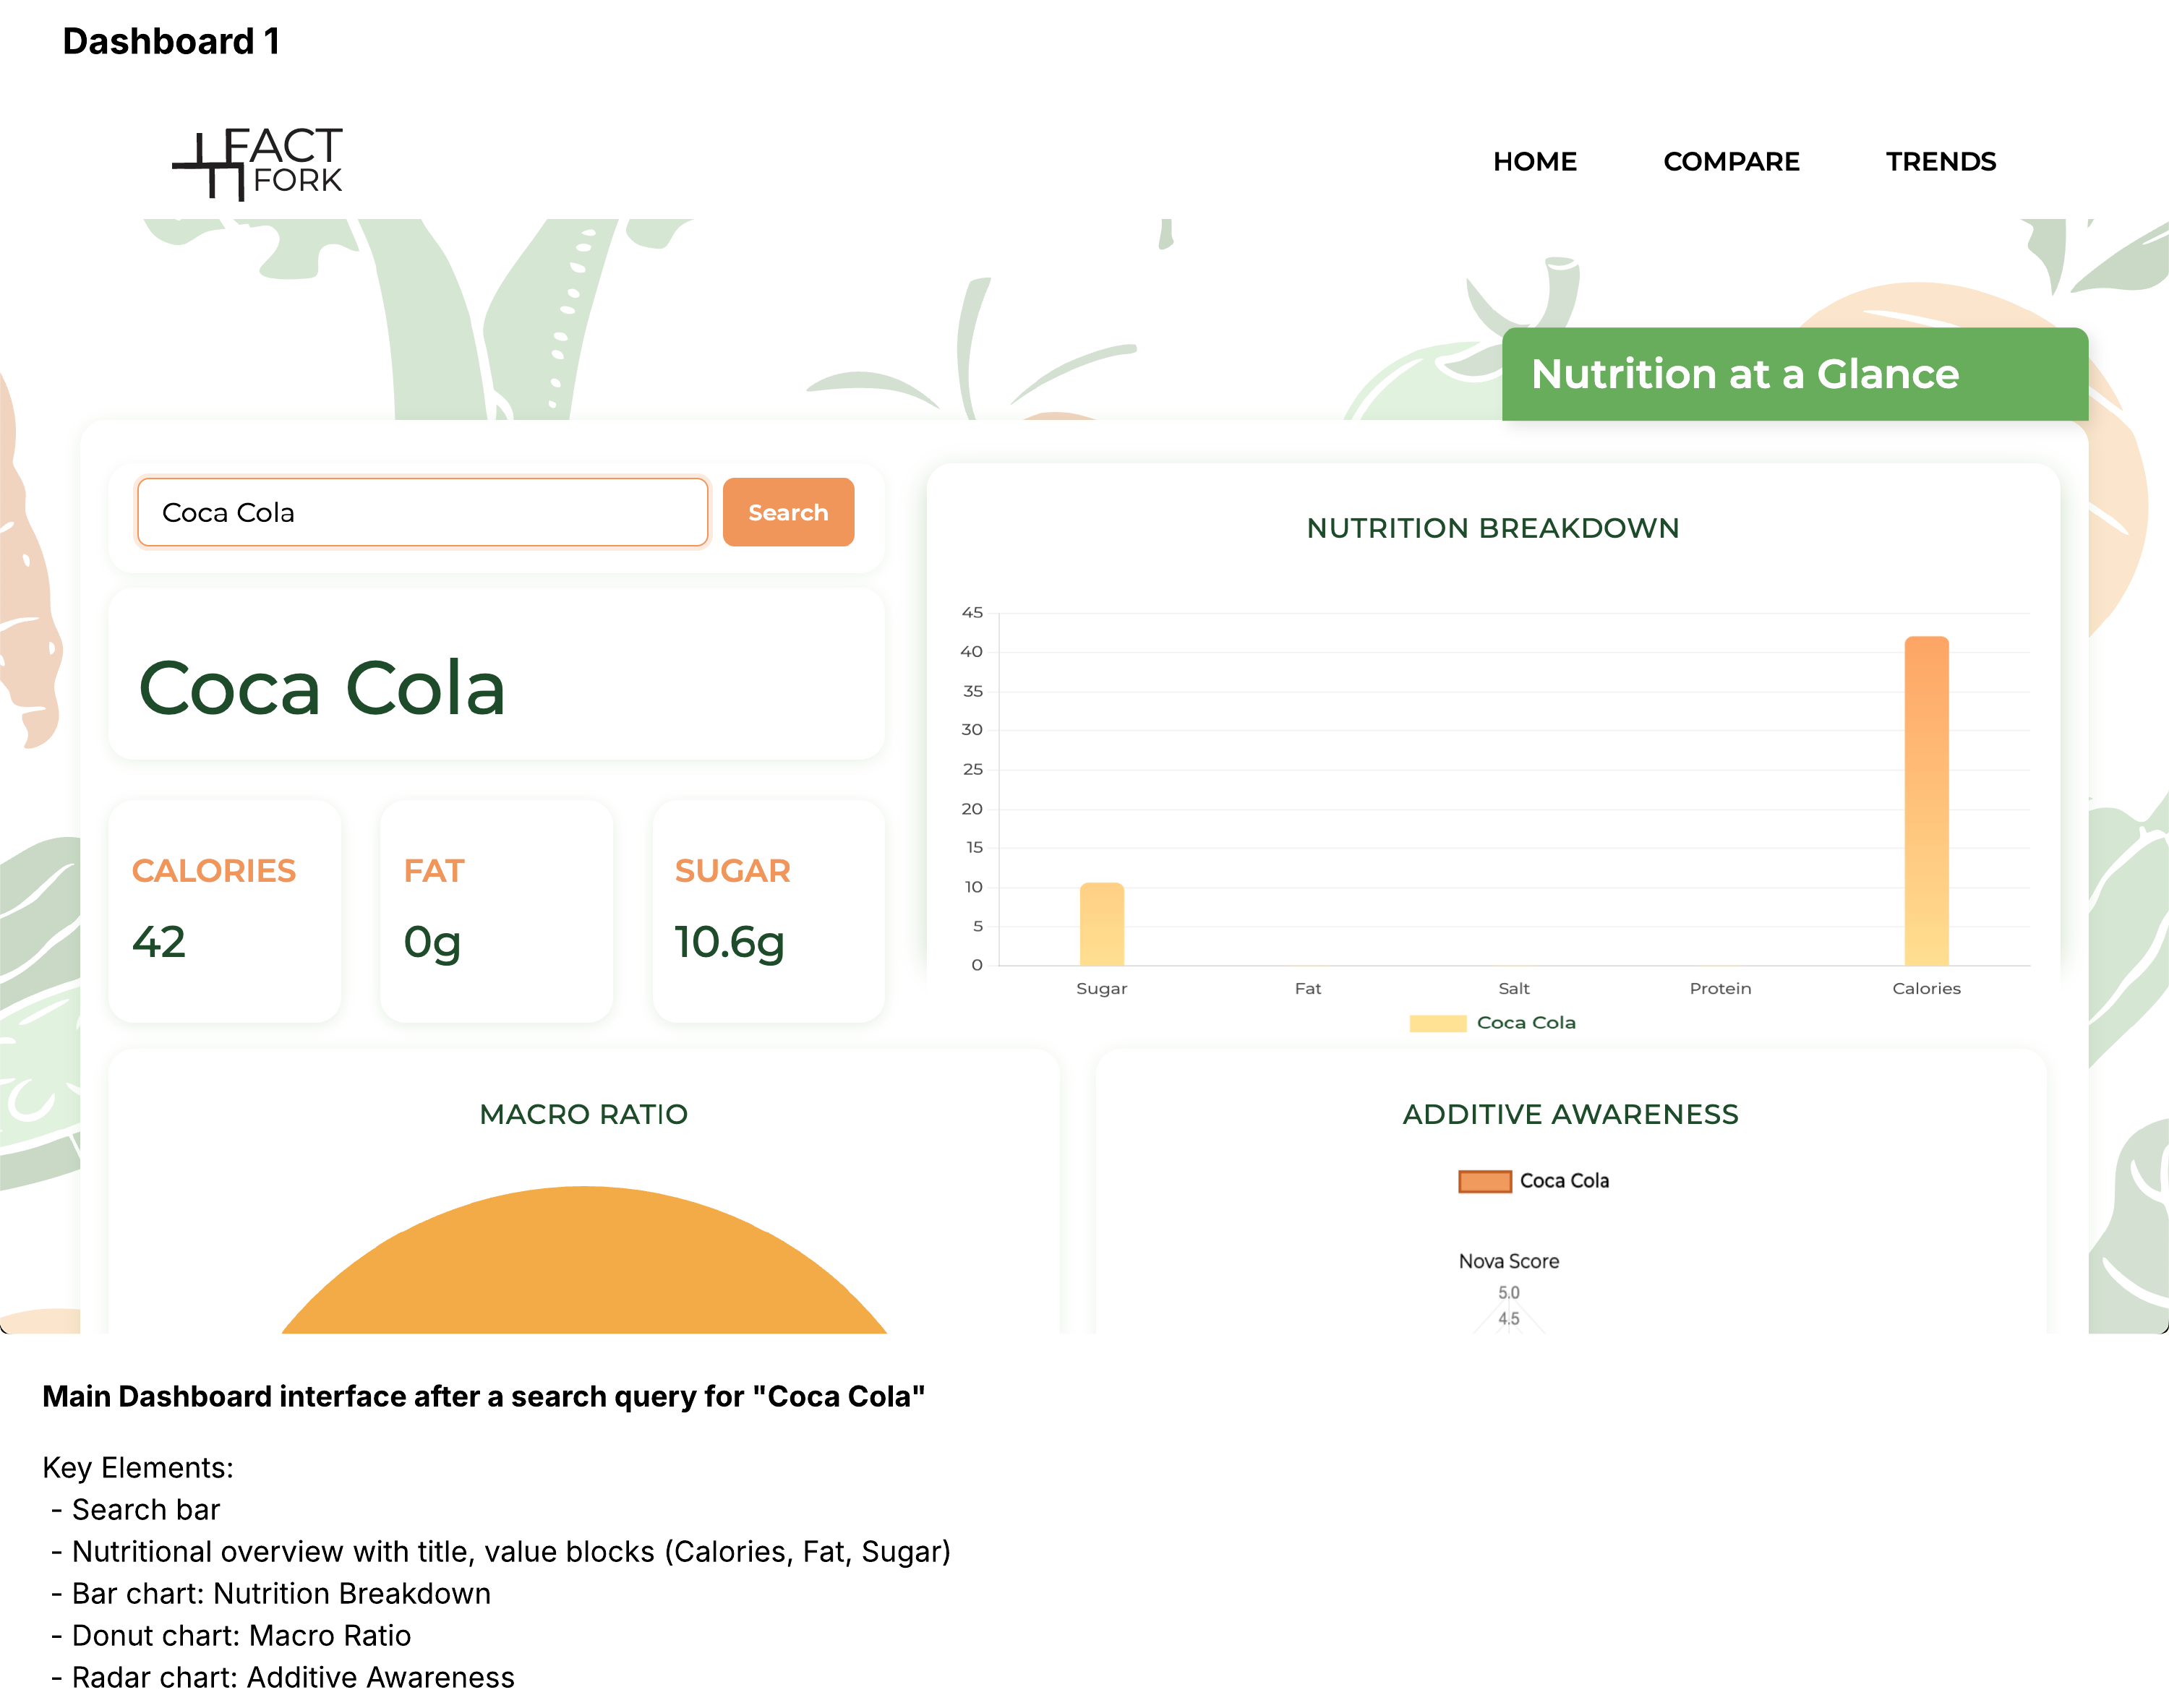 Dashboard 1
FACT
FORK
HOME
COMPARE
TRENDS
Nutrition at a Glance
Coca Cola
Search
Coca Cola
CALORIES
42
FAT
0g
SUGAR
10.6g
NUTRITION BREAKDOWN
45
40
35
30
25
20
15
10
5
0
Sugar
Fat
Salt
Protein
Calories
Coca Cola
MACRO RATIO
ADDITIVE AWARENESS
Coca Cola
Nova Score
5.0
4.5
Main Dashboard interface after a search query for "Coca Cola"
Key Elements:
- Search bar
- Nutritional overview with title, value blocks (Calories, Fat, Sugar)
- Bar chart: Nutrition Breakdown
- Donut chart: Macro Ratio
- Radar chart: Additive Awareness